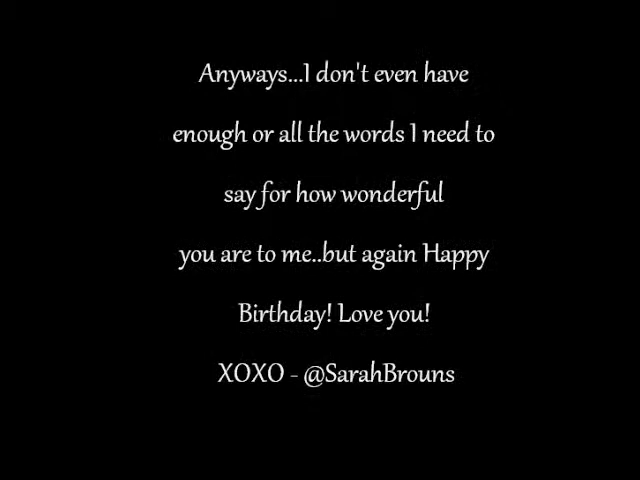 Anyways...I don't even have
enough or all the words I need to
say for how wonderful
you are to me..but again Happy
Birthday! Love you!
XOXO - @SarahBrouns